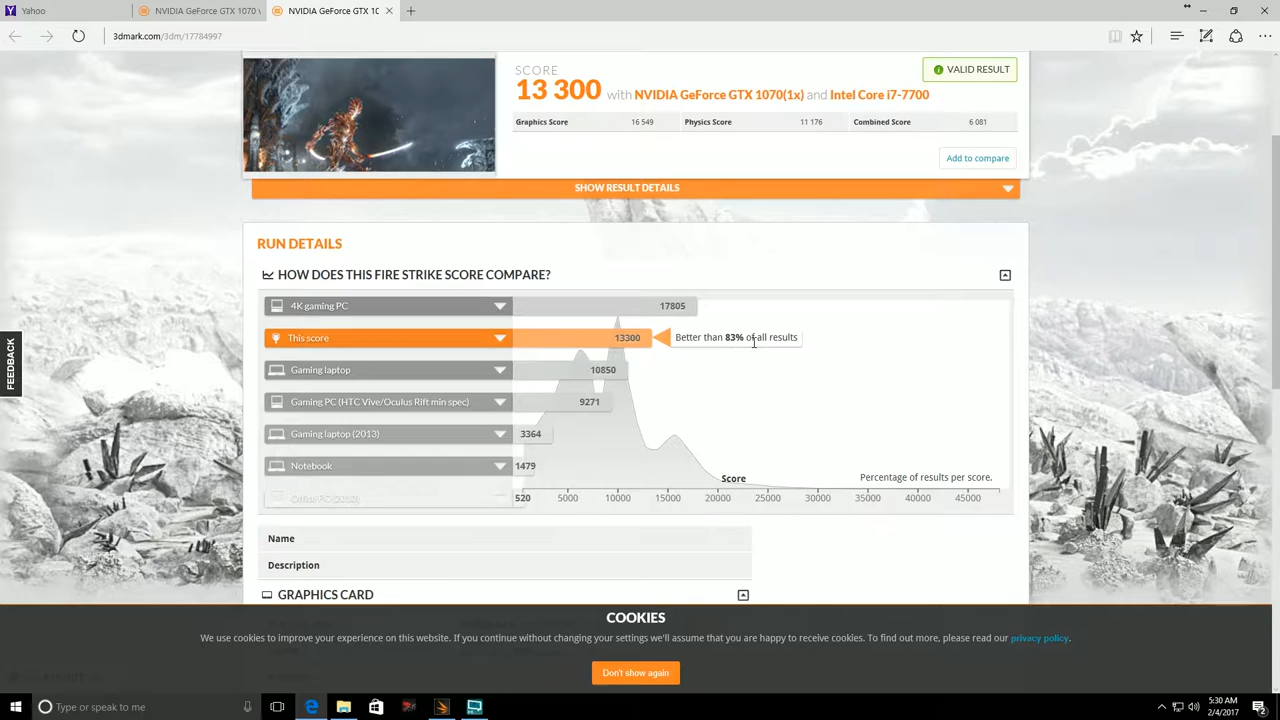 Yahoo
NVIDIA GeForce GTX 1070
NVIDIA GeForce GTX 10
3dmark.com/3dm/17784997
SCORE
VALID RESULT
13 300 with NVIDIA GeForce GTX 1070(1x) and Intel Core i7-7700
Graphics Score 16 549 Physics Score 11 176 Combined Score 6 081
Add to compare
SHOW RESULT DETAILS
RUN DETAILS
HOW DOES THIS FIRE STRIKE SCORE COMPARE?
4K gaming PC 17805
This score 13300 Better than 83% of all results
Gaming laptop 10850
Gaming PC (HTC Vive/Oculus Rift min spec) 9271
Gaming laptop (2013) 3364
Notebook 1479
Score Percentage of results per score.
Office PC (2012) 520 5000 10000 15000 20000 25000 30000 35000 40000 45000
Name
Description
GRAPHICS CARD
FEEDBACK
COOKIES
We use cookies to improve your experience on this website. If you continue without changing your settings we'll assume that you are happy to receive cookies. To find out more, please read our privacy policy.
Don't show again
Type or speak to me
5:30 AM
2/4/2017